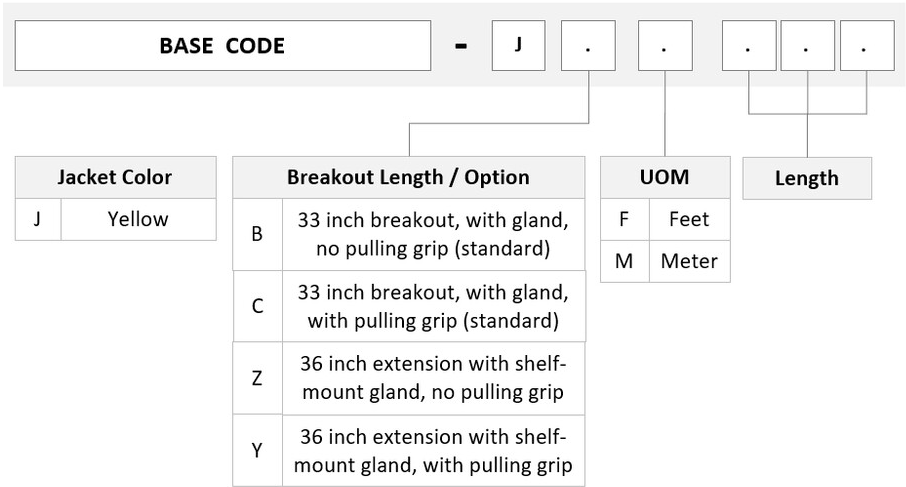 BASE CODE - J . . . . .
Jacket Color
J Yellow
Breakout Length / Option
B 33 inch breakout, with gland,
no pulling grip (standard)
C 33 inch breakout, with gland,
with pulling grip (standard)
Z 36 inch extension with shelf-
mount gland, no pulling grip
Y 36 inch extension with shelf-
mount gland, with pulling grip
UOM
F Feet
M Meter
Length